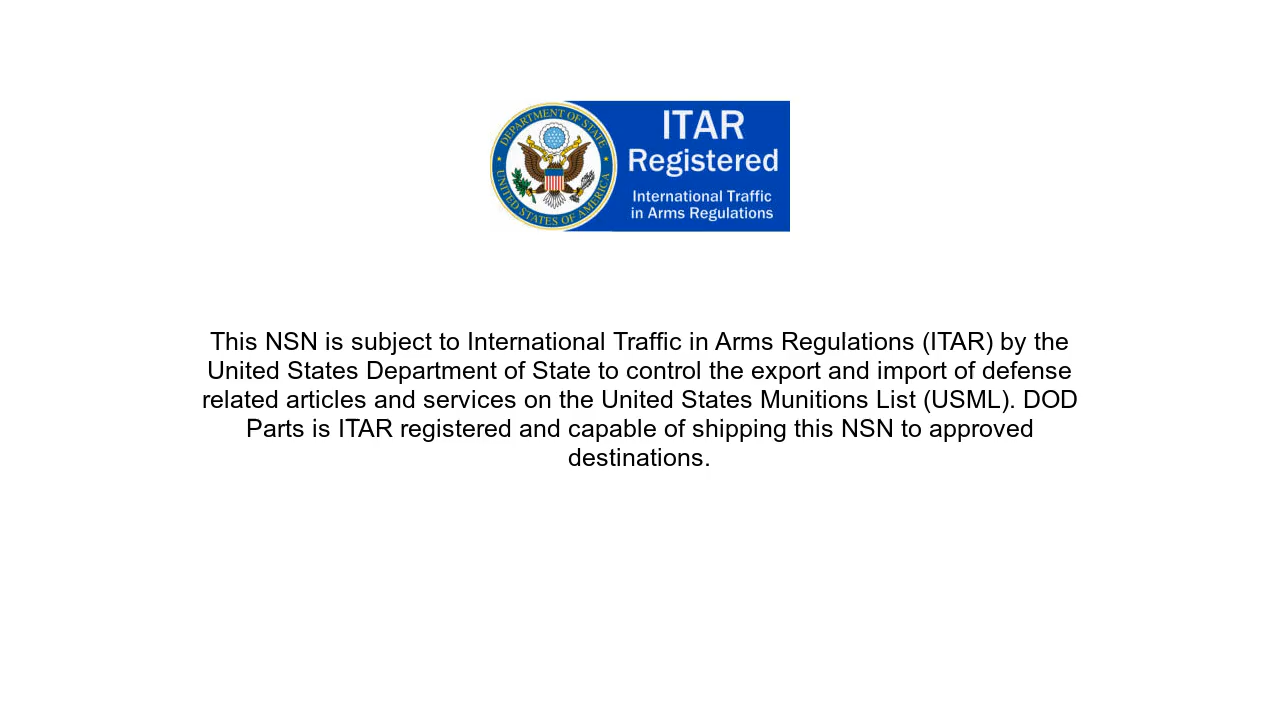 DEPARTMENT OF STATE
UNITED STATES OF AMERICA
ITAR
Registered
International Traffic
in Arms Regulations
This NSN is subject to International Traffic in Arms Regulations (ITAR) by the
United States Department of State to control the export and import of defense
related articles and services on the United States Munitions List (USML). DOD
Parts is ITAR registered and capable of shipping this NSN to approved
destinations.